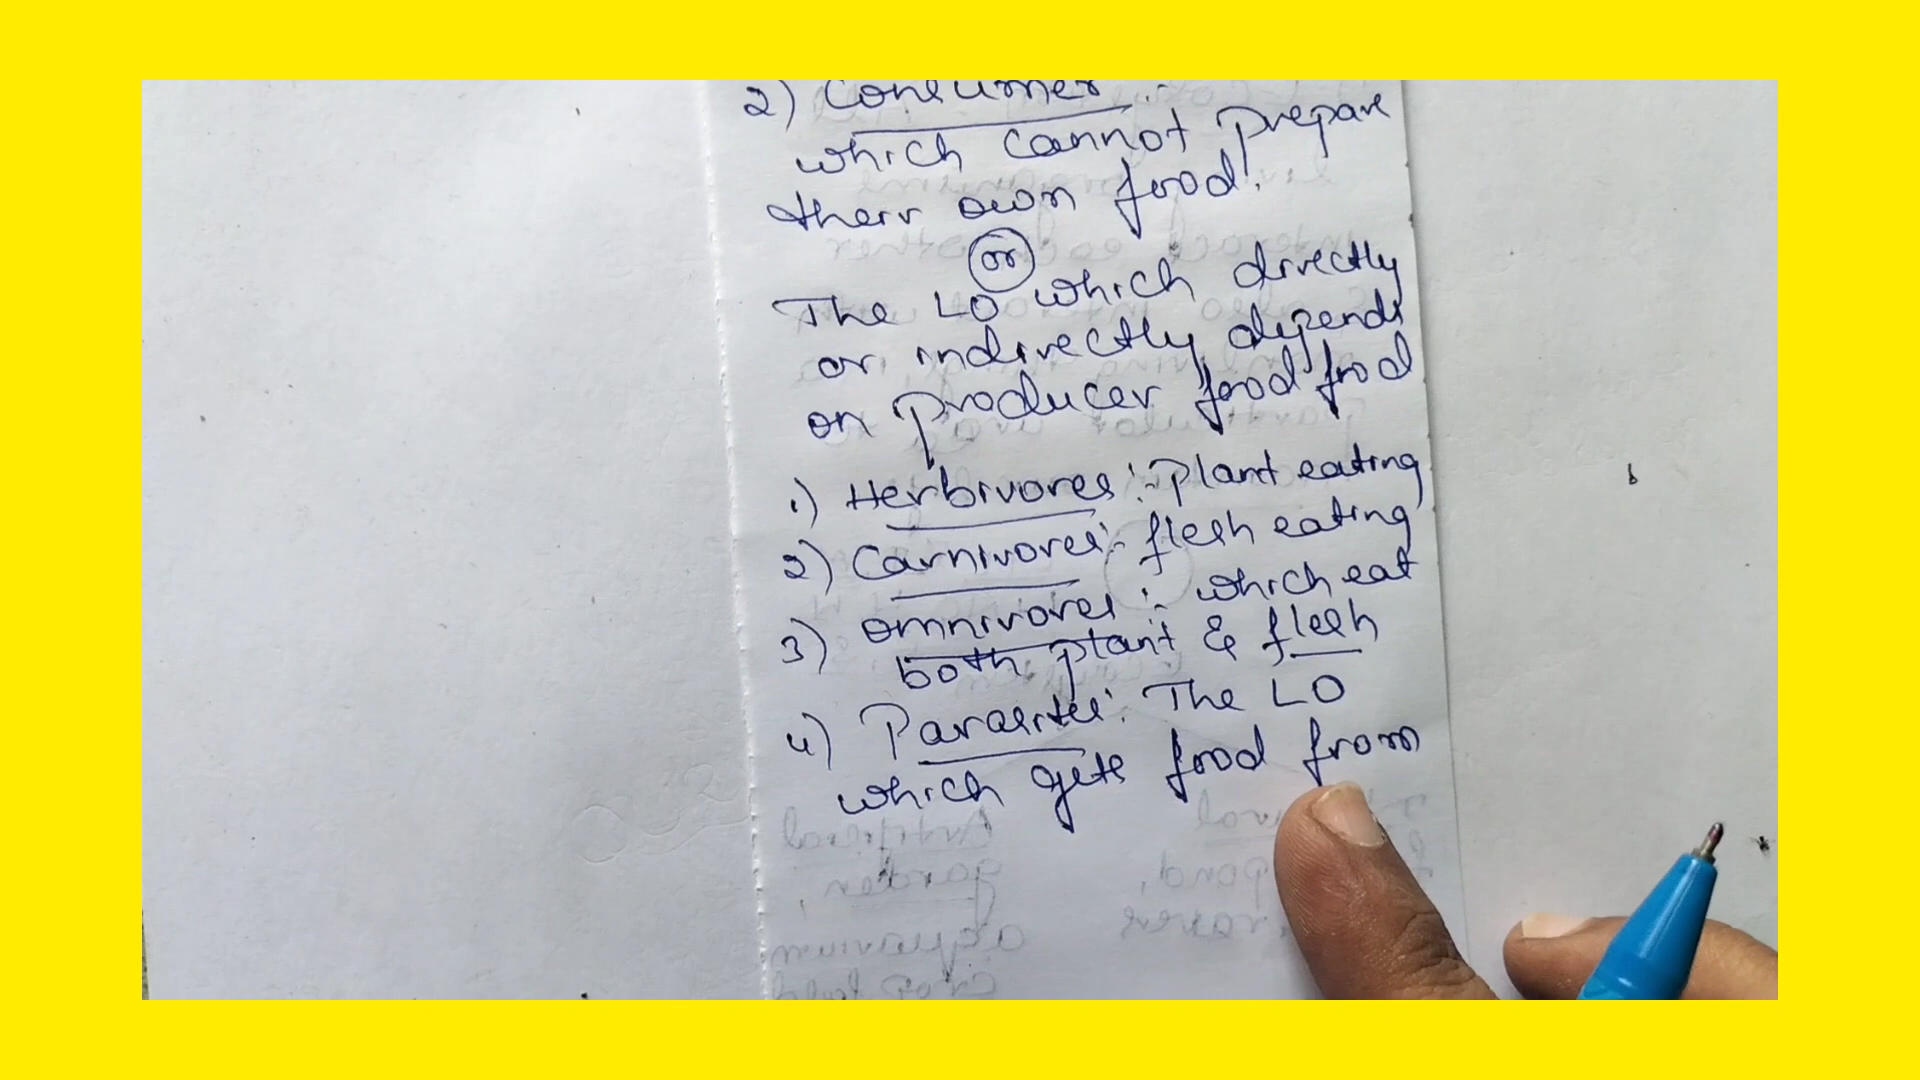 2) Consumer :-
which cannot prepare
their own food.
or
The LO which directly
or indirectly depends
on producer food food
1) Herbivores :- Plant eating
2) Carnivores :- flesh eating
3) omnivores :- which eat
both plant & flesh
4) Parasites :- The LO
which gets food from